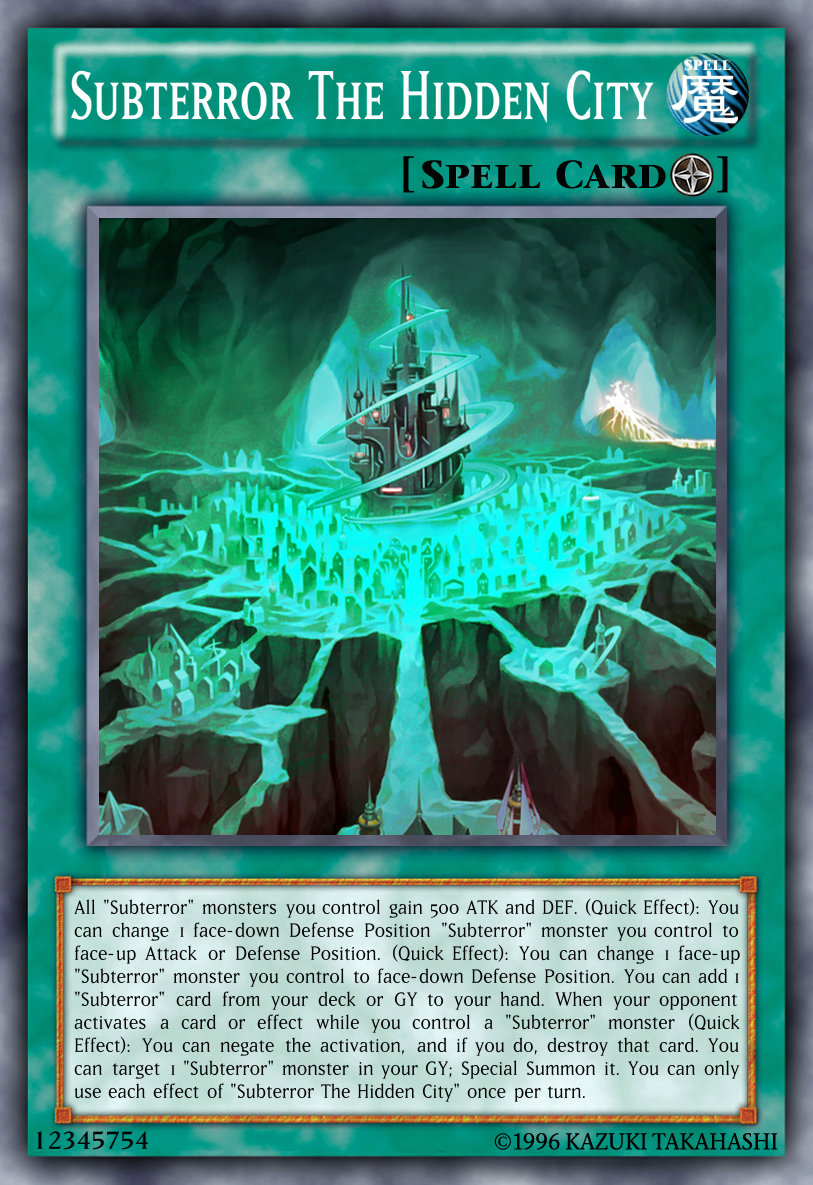 SUBTERROR THE HIDDEN CITY
SPELL
魔
[SPELL CARD]
All "Subterror" monsters you control gain 500 ATK and DEF. (Quick Effect): You
can change 1 face-down Defense Position "Subterror" monster you control to
face-up Attack or Defense Position. (Quick Effect): You can change 1 face-up
"Subterror" monster you control to face-down Defense Position. You can add 1
"Subterror" card from your deck or GY to your hand. When your opponent
activates a card or effect while you control a "Subterror" monster (Quick
Effect): You can negate the activation, and if you do, destroy that card. You
can target 1 "Subterror" monster in your GY; Special Summon it. You can only
use each effect of "Subterror The Hidden City" once per turn.
12345754
©1996 KAZUKI TAKAHASHI